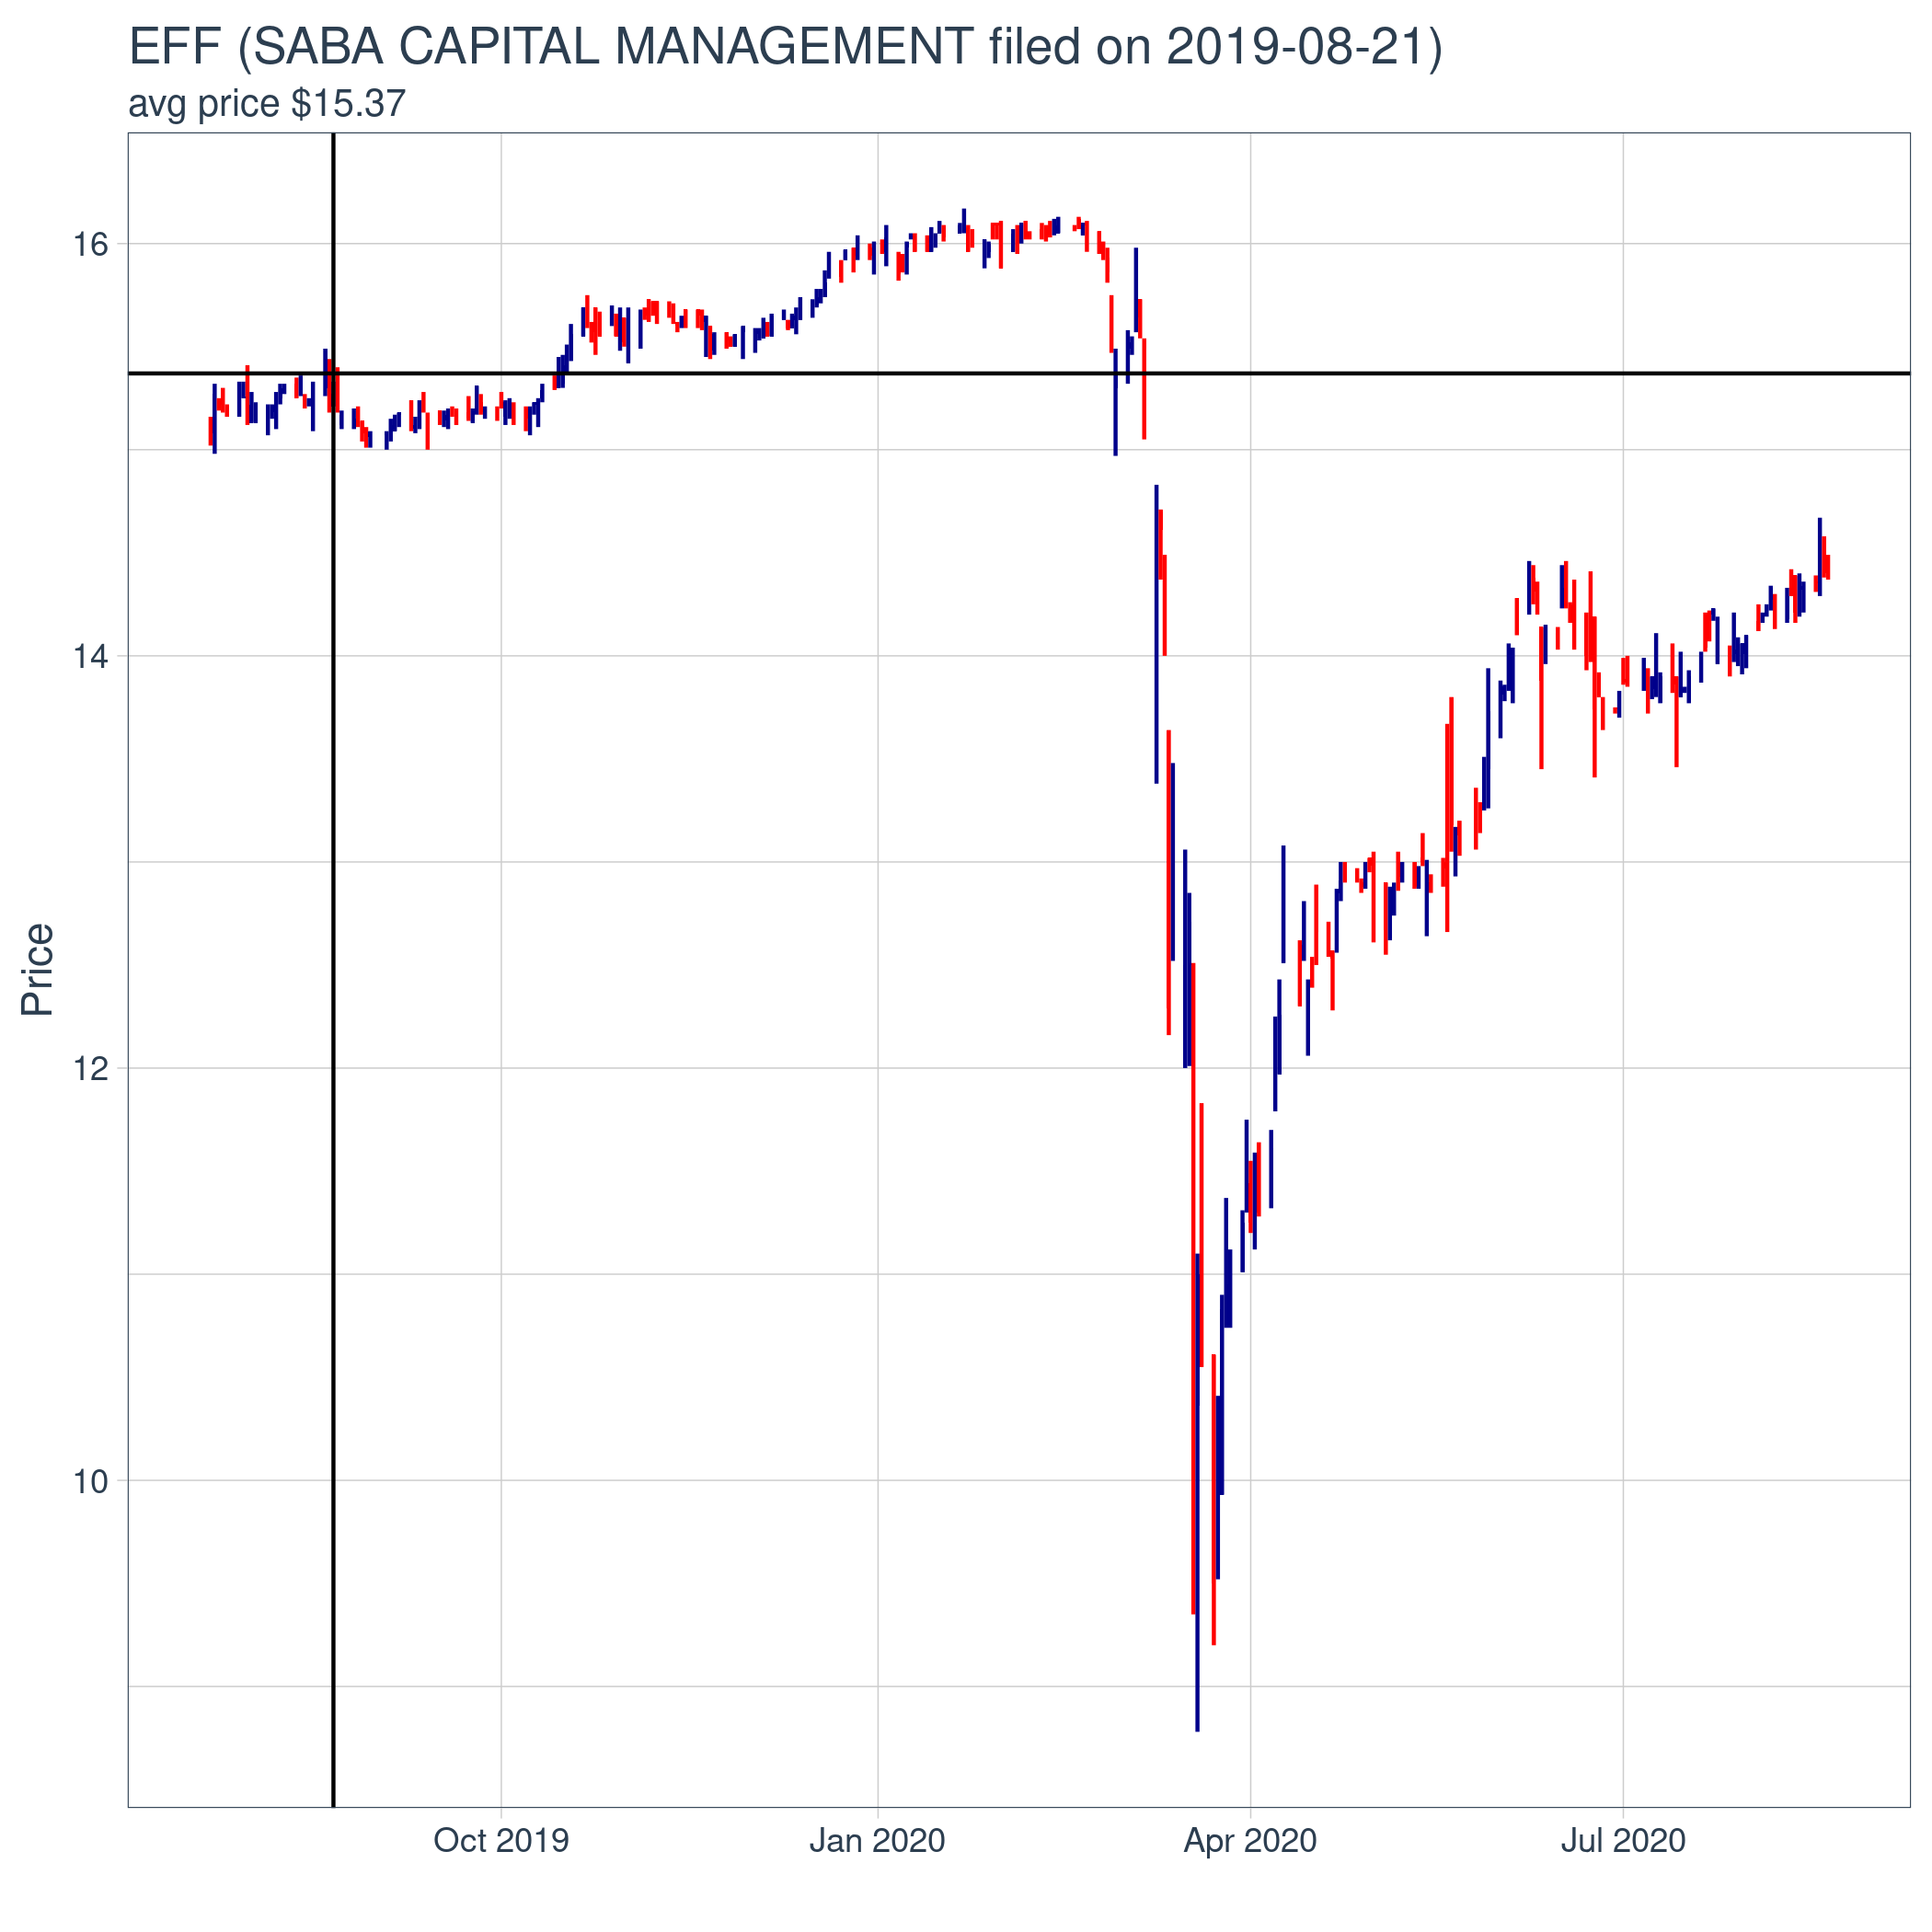 EFF (SABA CAPITAL MANAGEMENT filed on 2019-08-21)
avg price $15.37
16
14
12
10
Price
Oct 2019
Jan 2020
Apr 2020
Jul 2020